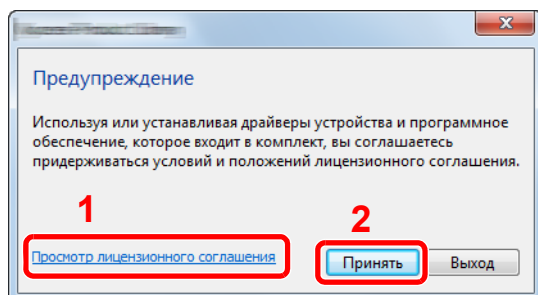 Предупреждение
Используя или устанавливая драйверы устройства и программное
обеспечение, которое входит в комплект, вы соглашаетесь
придерживаться условий и положений лицензионного соглашения.
1
2
Просмотр лицензионного соглашения
Принять
Выход